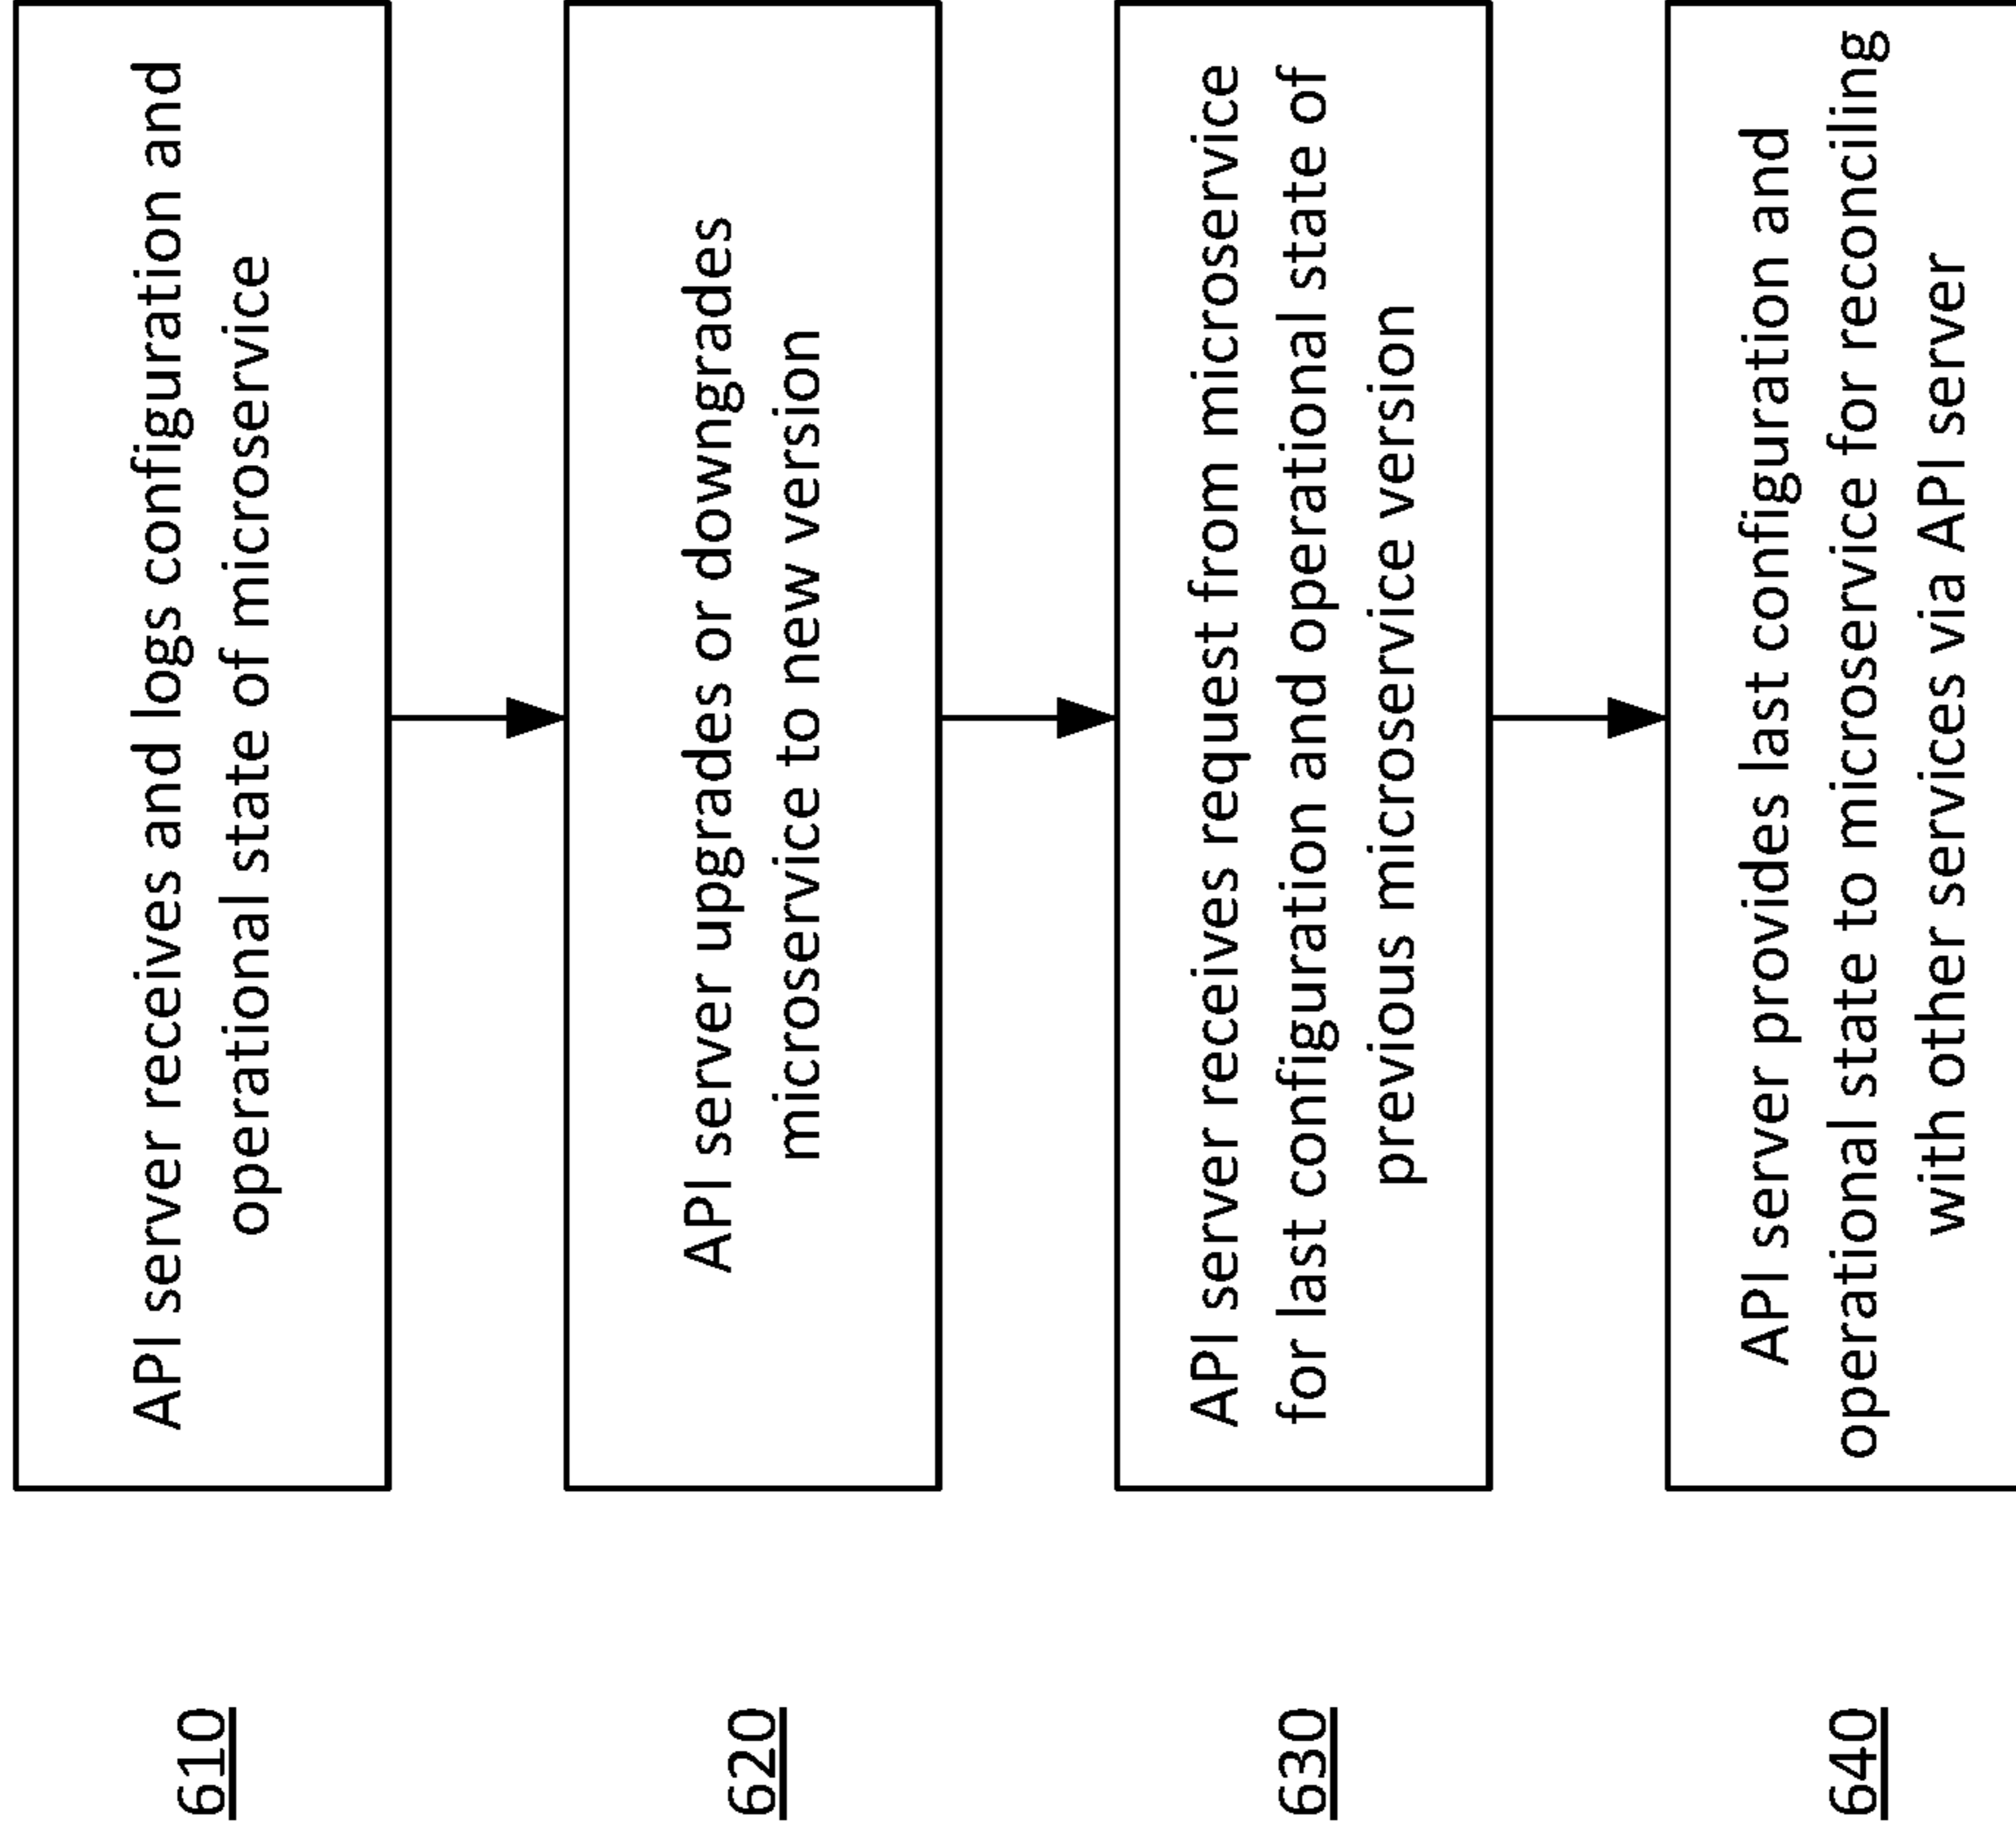 610
API server receives and logs configuration and
operational state of microservice
620
API server upgrades or downgrades
microservice to new version
630
API server receives request from microservice
for last configuration and operational state of
previous microservice version
640
API server provides last configuration and
operational state to microservice for reconciling
with other services via API server